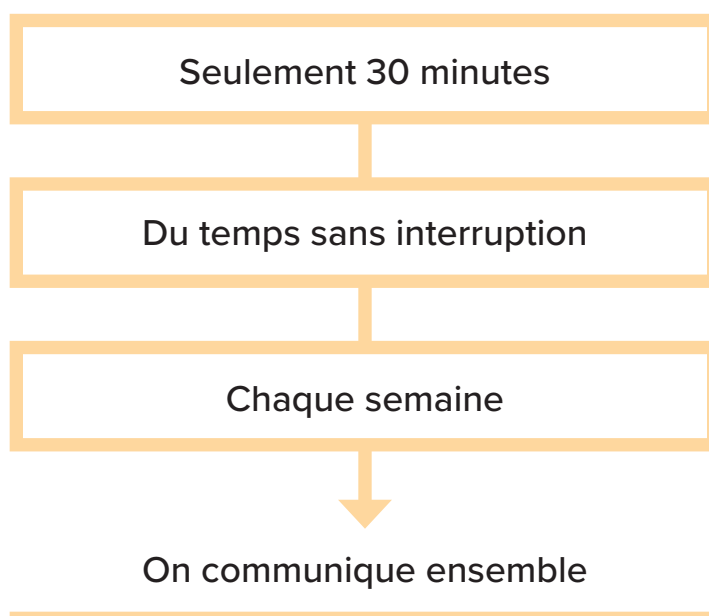 Seulement 30 minutes
Du temps sans interruption
Chaque semaine
On communique ensemble